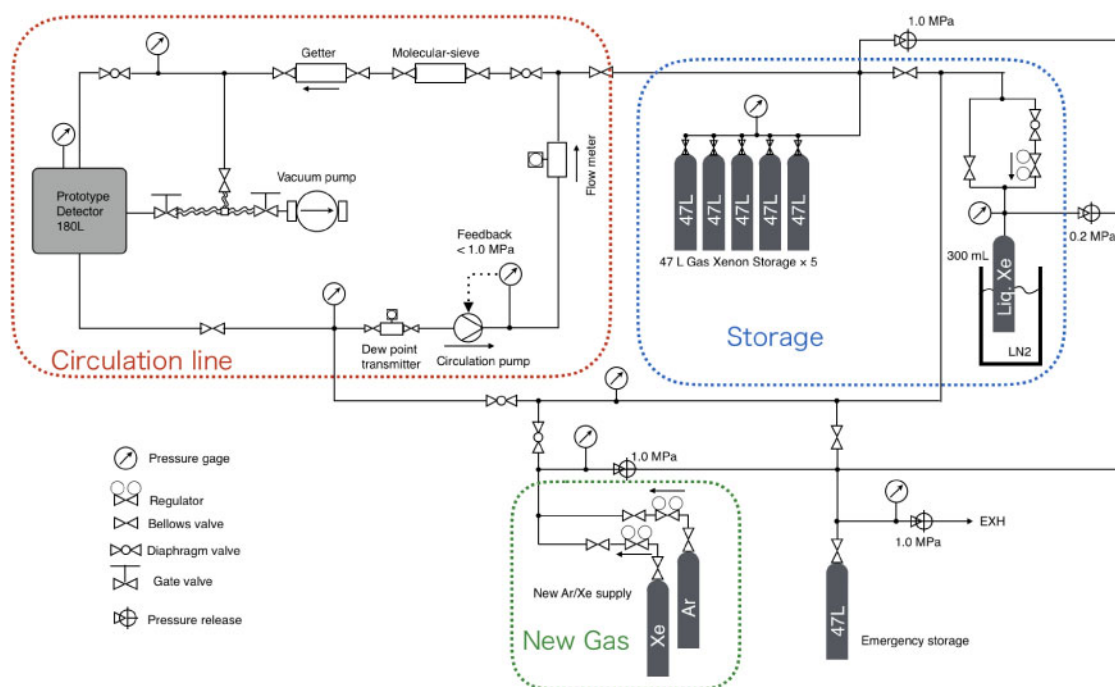 1.0 MPa
Getter
Molecular-sieve
Flow meter
Prototype
Detector
180L
Vacuum pump
Feedback
< 1.0 MPa
Dew point
transmitter
Circulation pump
Circulation line
47L
47L
47L
47L
47L
47 L Gas Xenon Storage × 5
0.2 MPa
300 mL
Liq. Xe
LN2
Storage
1.0 MPa
1.0 MPa
EXH
New Ar/Xe supply
Xe
Ar
New Gas
47L
Emergency storage
Pressure gage
Regulator
Bellows valve
Diaphragm valve
Gate valve
Pressure release